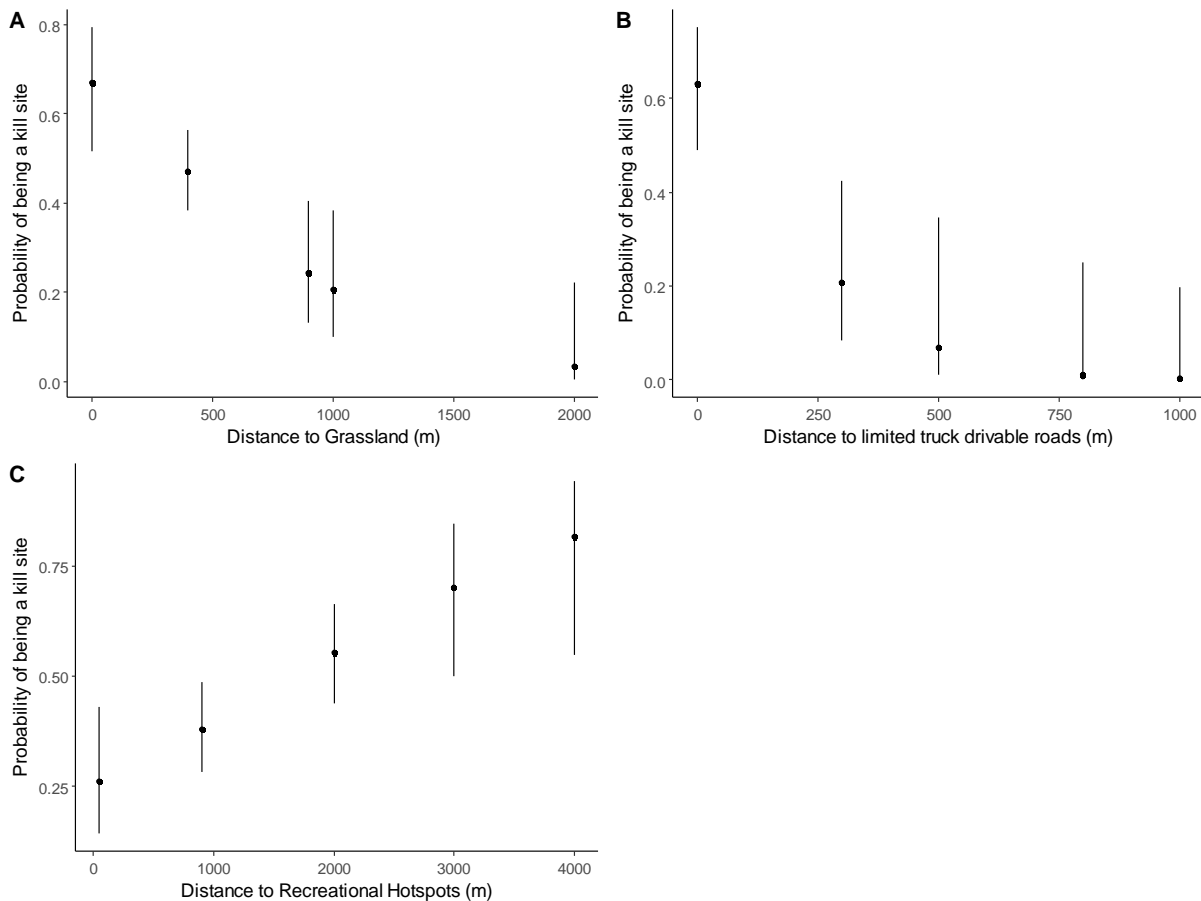 A
Probability of being a kill site
0.8
0.6
0.4
0.2
0.0
0 500 1000 1500 2000
Distance to Grassland (m)
B
Probability of being a kill site
0.6
0.4
0.2
0.0
0 250 500 750 1000
Distance to limited truck drivable roads (m)
C
Probability of being a kill site
0.75
0.50
0.25
0 1000 2000 3000 4000
Distance to Recreational Hotspots (m)